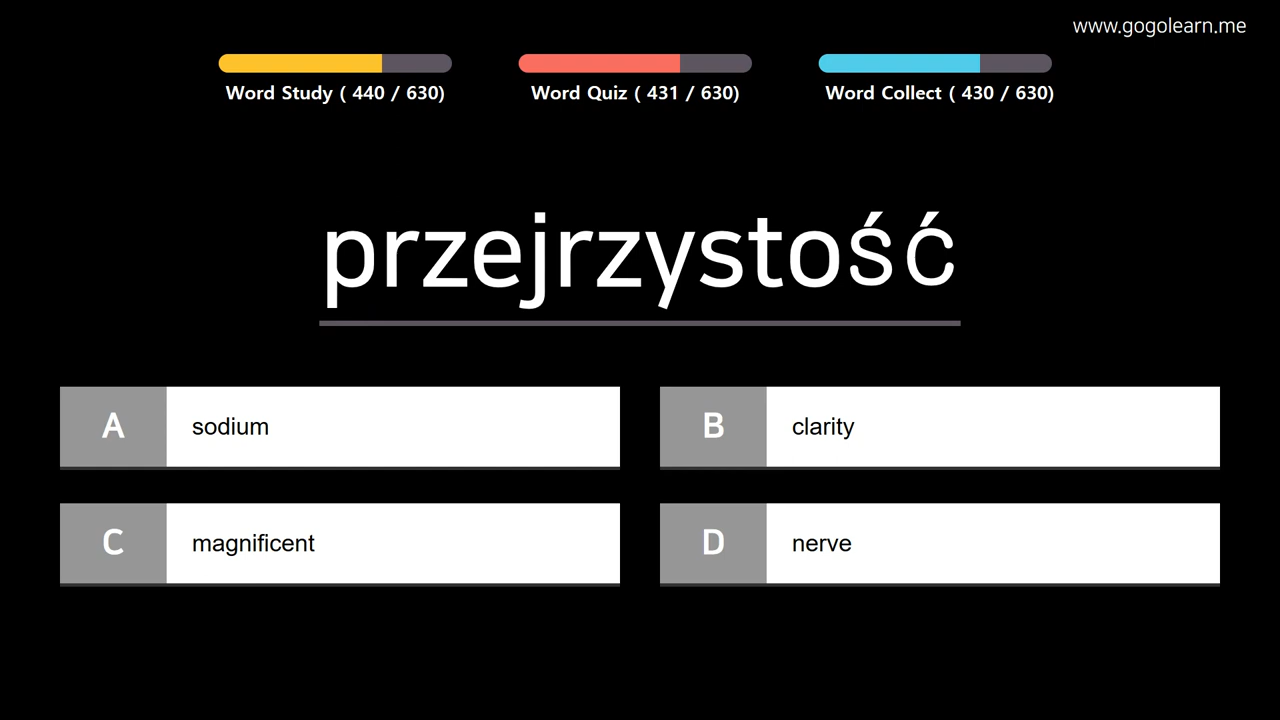 www.gogolearn.me
Word Study ( 440 / 630)
Word Quiz ( 431 / 630)
Word Collect ( 430 / 630)
przejrzystość
A sodium
B clarity
C magnificent
D nerve